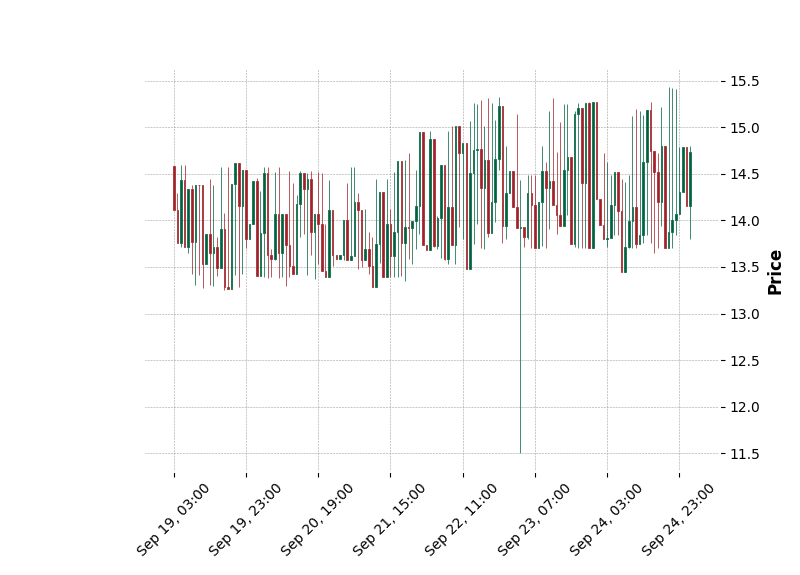 15.5
15.0
14.5
14.0
13.5
13.0
12.5
12.0
11.5
Price
Sep 19, 03:00
Sep 19, 23:00
Sep 20, 19:00
Sep 21, 15:00
Sep 22, 11:00
Sep 23, 07:00
Sep 24, 03:00
Sep 24, 23:00